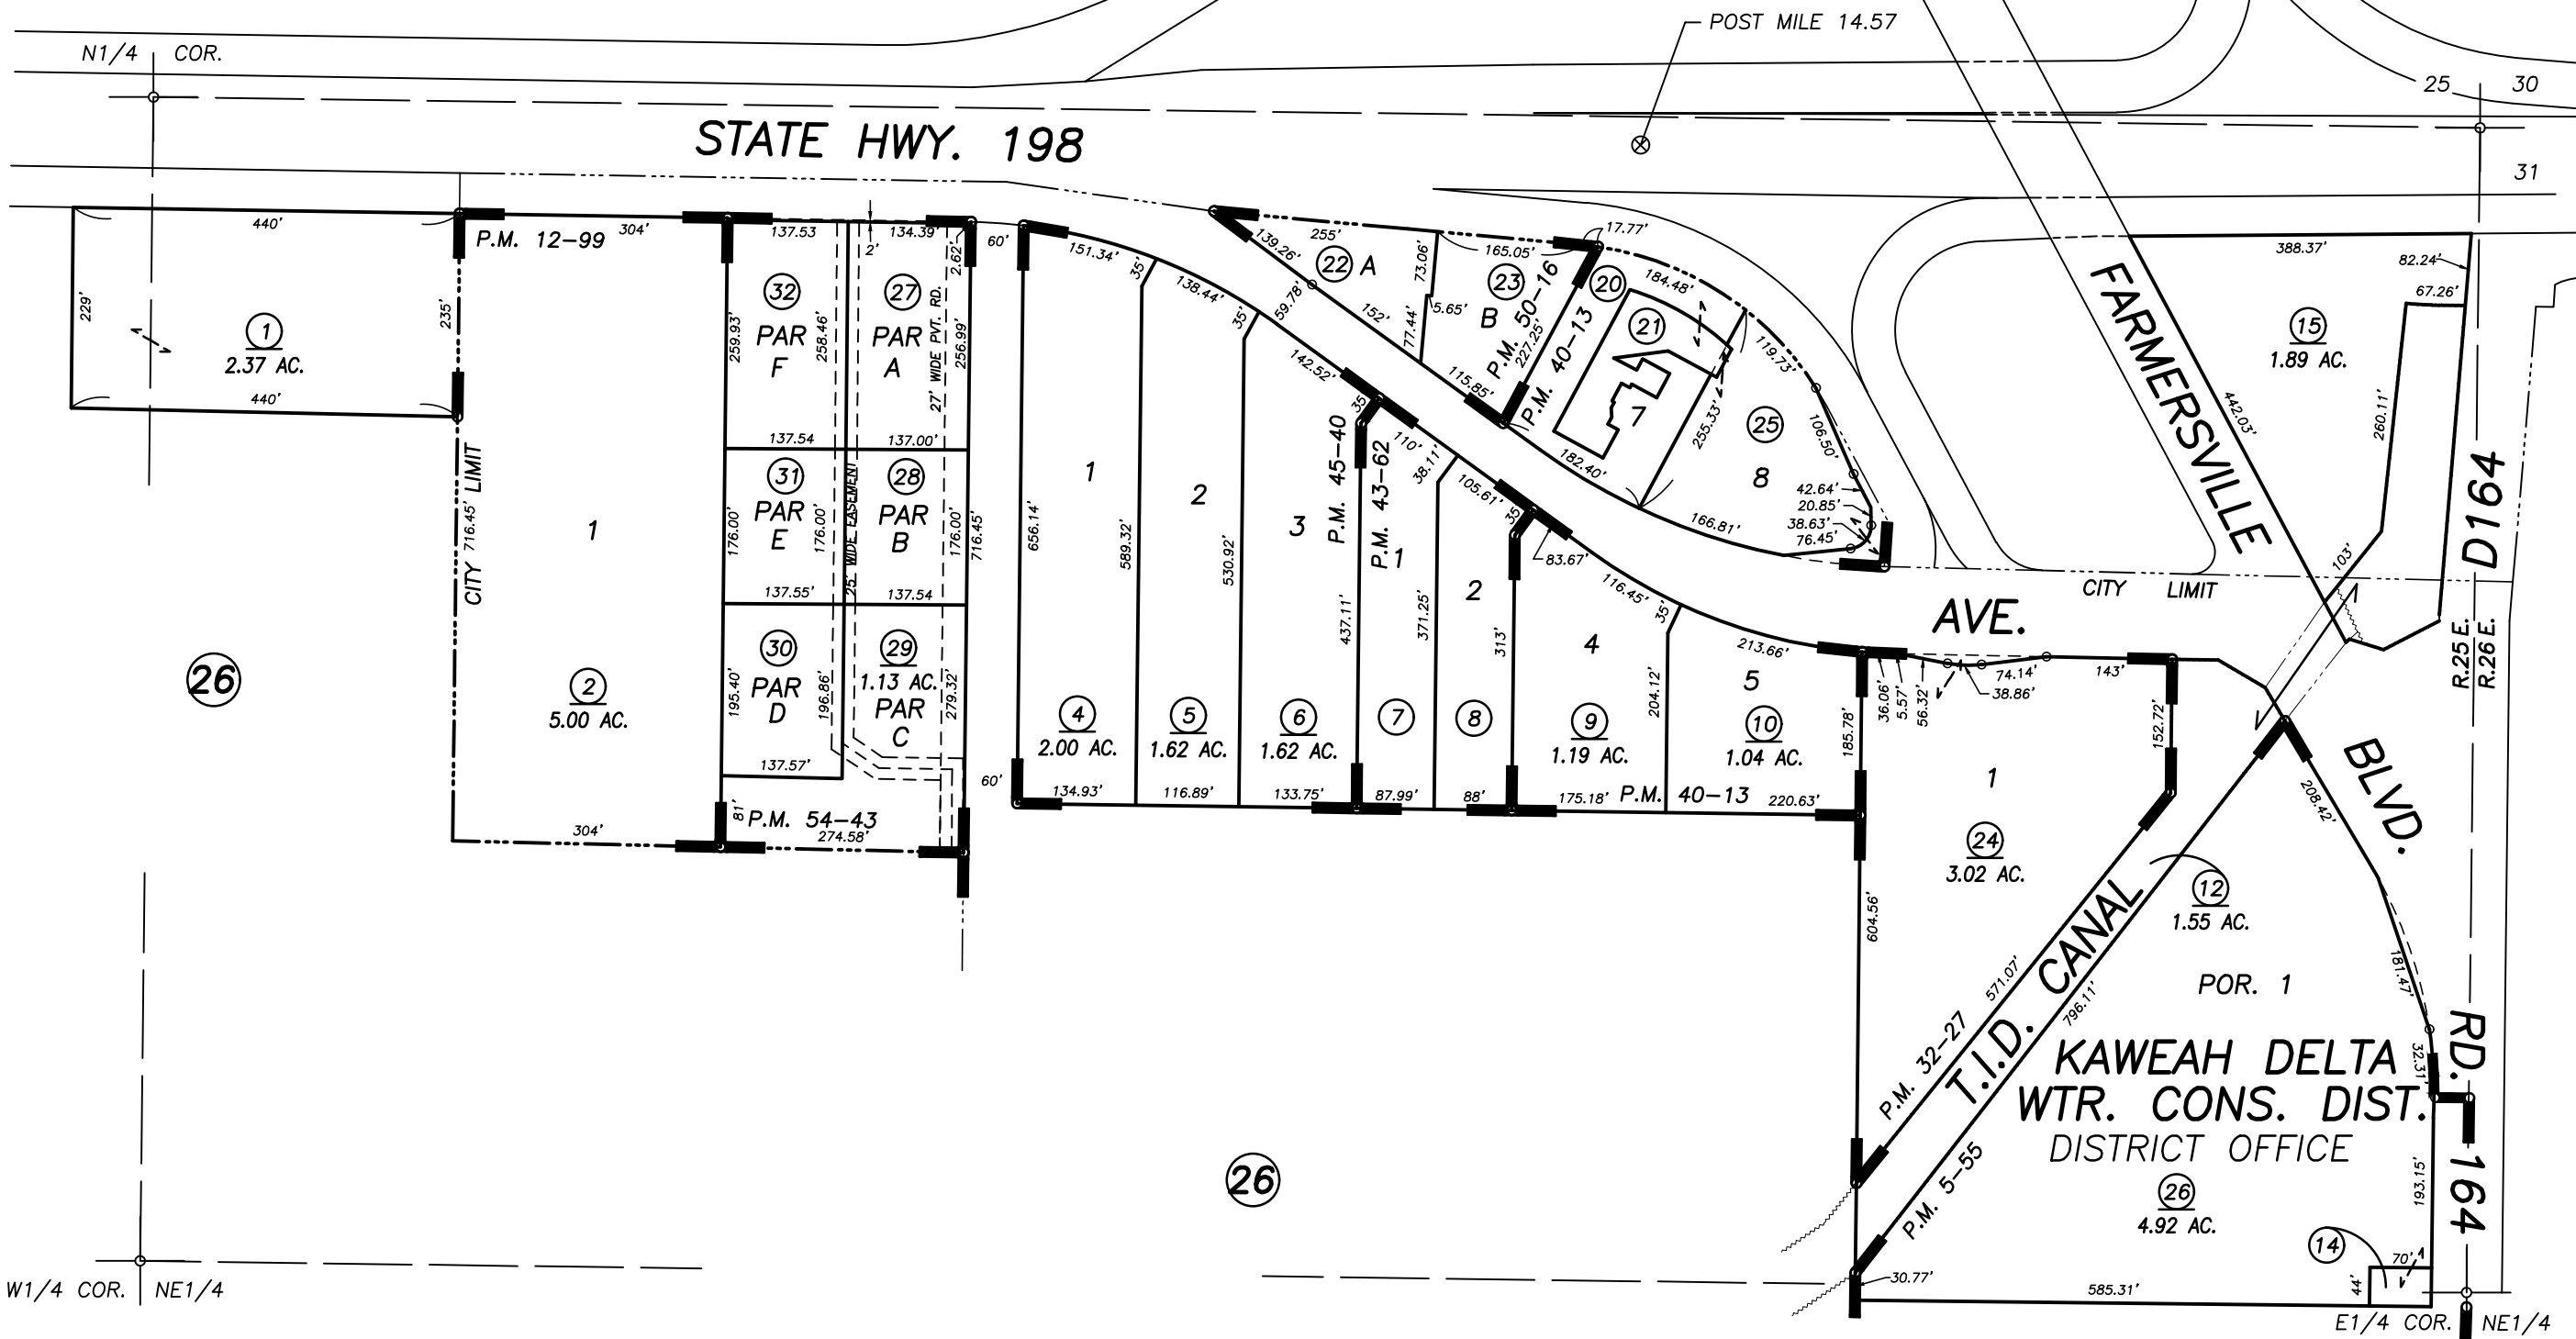 POST MILE 14.57
N1/4 COR.
25 30
STATE HWY. 198
31
440'
P.M. 12-99
304'
137.53
2'
134.39'
2.62'
60'
151.34'
35'
138.44'
35'
139.26'
59.78'
255'
22 A
73.06'
165.05'
17.77'
20
184.48'
388.37'
82.24'
67.26'
229'
235'
1
2.37 AC.
440'
32
PAR
F
259.93'
258.46'
27
PAR
A
27' WIDE PVT. RD.
256.99'
152'
77.44'
5.65'
23
B
P.M. 50-16
227.25'
P.M. 40-13
21
7
119.73'
255.33'
25
8
106.50'
FARMERSVILLE
442.03'
15
1.89 AC.
260.11'
103'
D164
142.52'
35'
115.85'
182.40'
137.54
137.00'
31
PAR
E
176.00'
176.00'
25' WIDE EASEMENT
28
PAR
B
176.00'
716.45'
CITY LIMIT
716.45'
1
656.14'
1
589.32'
2
530.92'
3
P.M. 45-40
P.M. 43-62
1
110'
38.11'
105.61'
35'
83.67'
166.81'
42.64'
20.85'
38.63'
76.45'
437.11'
371.25'
2
313'
116.45'
35'
AVE.
CITY LIMIT
R.25 E.
R.26 E.
137.55'
137.54
30
PAR
D
195.40'
196.86'
29
1.13 AC.
PAR
C
279.32'
26
2
5.00 AC.
4
2.00 AC.
5
1.62 AC.
6
1.62 AC.
7
8
4
9
1.19 AC.
204.12'
213.66'
5
10
1.04 AC.
185.78'
36.06'
5.57'
56.32'
38.86'
74.14'
143'
152.72'
137.57'
60'
81'
P.M. 54-43
274.58'
304'
134.93'
116.89'
133.75'
87.99'
88'
175.18'
P.M. 40-13
220.63'
1
24
3.02 AC.
BLVD.
208.42'
604.56'
12
1.55 AC.
POR. 1
181.47'
571.07'
T.I.D. CANAL
796.11'
P.M. 32-27
P.M. 5-55
KAWEAH DELTA
WTR. CONS. DIST.
DISTRICT OFFICE
32.31'
RD. 164
193.15'
26
26
4.92 AC.
14
70'
44'
30.77'
585.31'
W1/4 COR. NE1/4
E1/4 COR. NE1/4